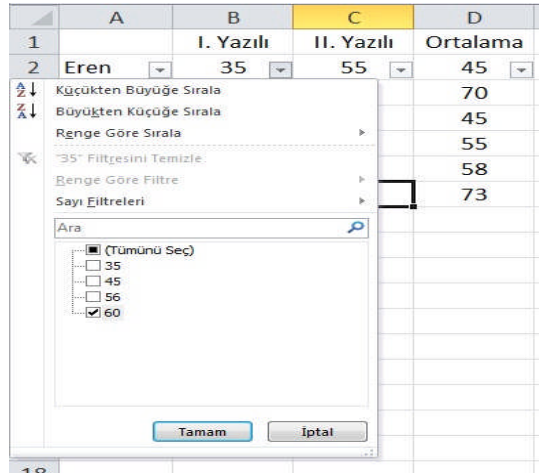 A B C D
1 I. Yazılı II. Yazılı Ortalama
2 Eren 35 55 45
Küçükten Büyüğe Sırala
70
Büyükten Küçüğe Sırala
45
Renge Göre Sırala
55
"35" Filtresini Temizle
58
Renge Göre Filtre
Sayı Filtreleri
73
Ara
(Tümünü Seç)
35
45
56
60
Tamam İptal
18